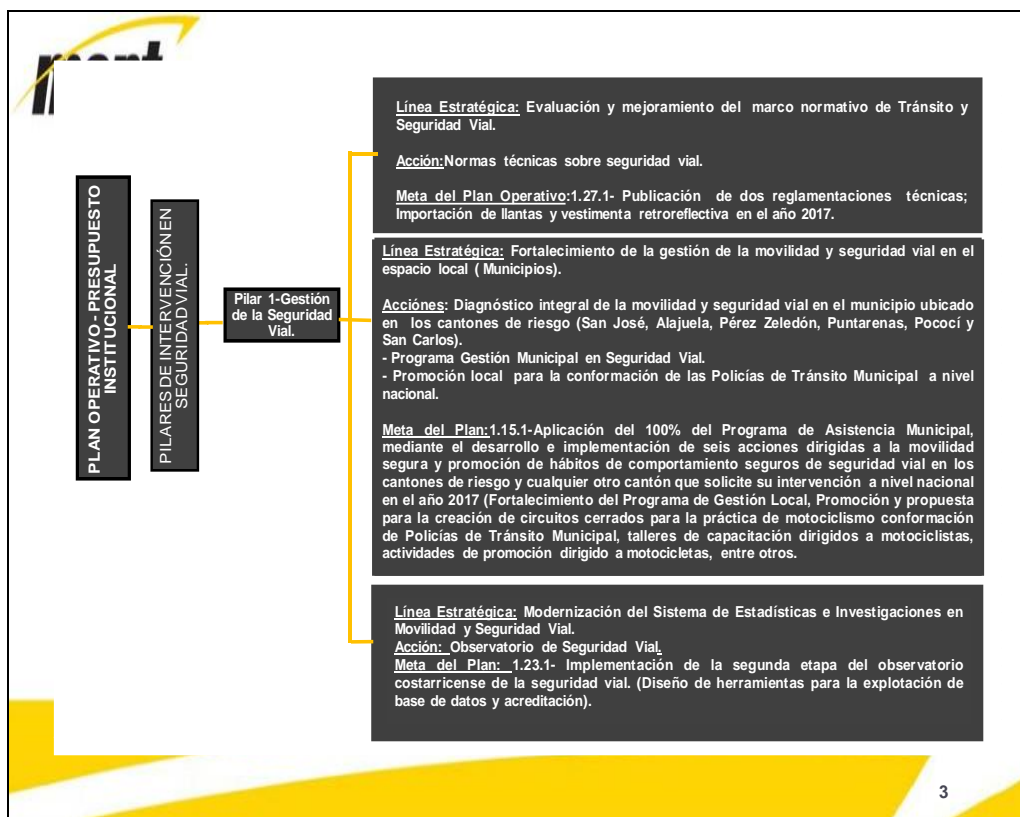 PLAN OPERATIVO - PRESUPUESTO
INSTITUCIONAL
PILARES DE INTERVENCIÓN EN
SEGURIDAD VIAL.
Pilar 1-Gestión
de la Seguridad
Vial.
Línea Estratégica: Evaluación y mejoramiento del marco normativo de Tránsito y
Seguridad Vial.
Acción:Normas técnicas sobre seguridad vial.
Meta del Plan Operativo:1.27.1- Publicación de dos reglamentaciones técnicas;
Importación de llantas y vestimenta retroreflectiva en el año 2017.
Línea Estratégica: Fortalecimiento de la gestión de la movilidad y seguridad vial en el
espacio local ( Municipios).
Acciónes: Diagnóstico integral de la movilidad y seguridad vial en el municipio ubicado
en los cantones de riesgo (San José, Alajuela, Pérez Zeledón, Puntarenas, Pococí y
San Carlos).
- Programa Gestión Municipal en Seguridad Vial.
- Promoción local para la conformación de las Policías de Tránsito Municipal a nivel
nacional.
Meta del Plan:1.15.1-Aplicación del 100% del Programa de Asistencia Municipal,
mediante el desarrollo e implementación de seis acciones dirigidas a la movilidad
segura y promoción de hábitos de comportamiento seguros de seguridad vial en los
cantones de riesgo y cualquier otro cantón que solicite su intervención a nivel nacional
en el año 2017 (Fortalecimiento del Programa de Gestión Local, Promoción y propuesta
para la creación de circuitos cerrados para la práctica de motociclismo conformación
de Policías de Tránsito Municipal, talleres de capacitación dirigidos a motociclistas,
actividades de promoción dirigido a motocicletas, entre otros.
Línea Estratégica: Modernización del Sistema de Estadísticas e Investigaciones en
Movilidad y Seguridad Vial.
Acción: Observatorio de Seguridad Vial.
Meta del Plan: 1.23.1- Implementación de la segunda etapa del observatorio
costarricense de la seguridad vial. (Diseño de herramientas para la explotación de
base de datos y acreditación).
3